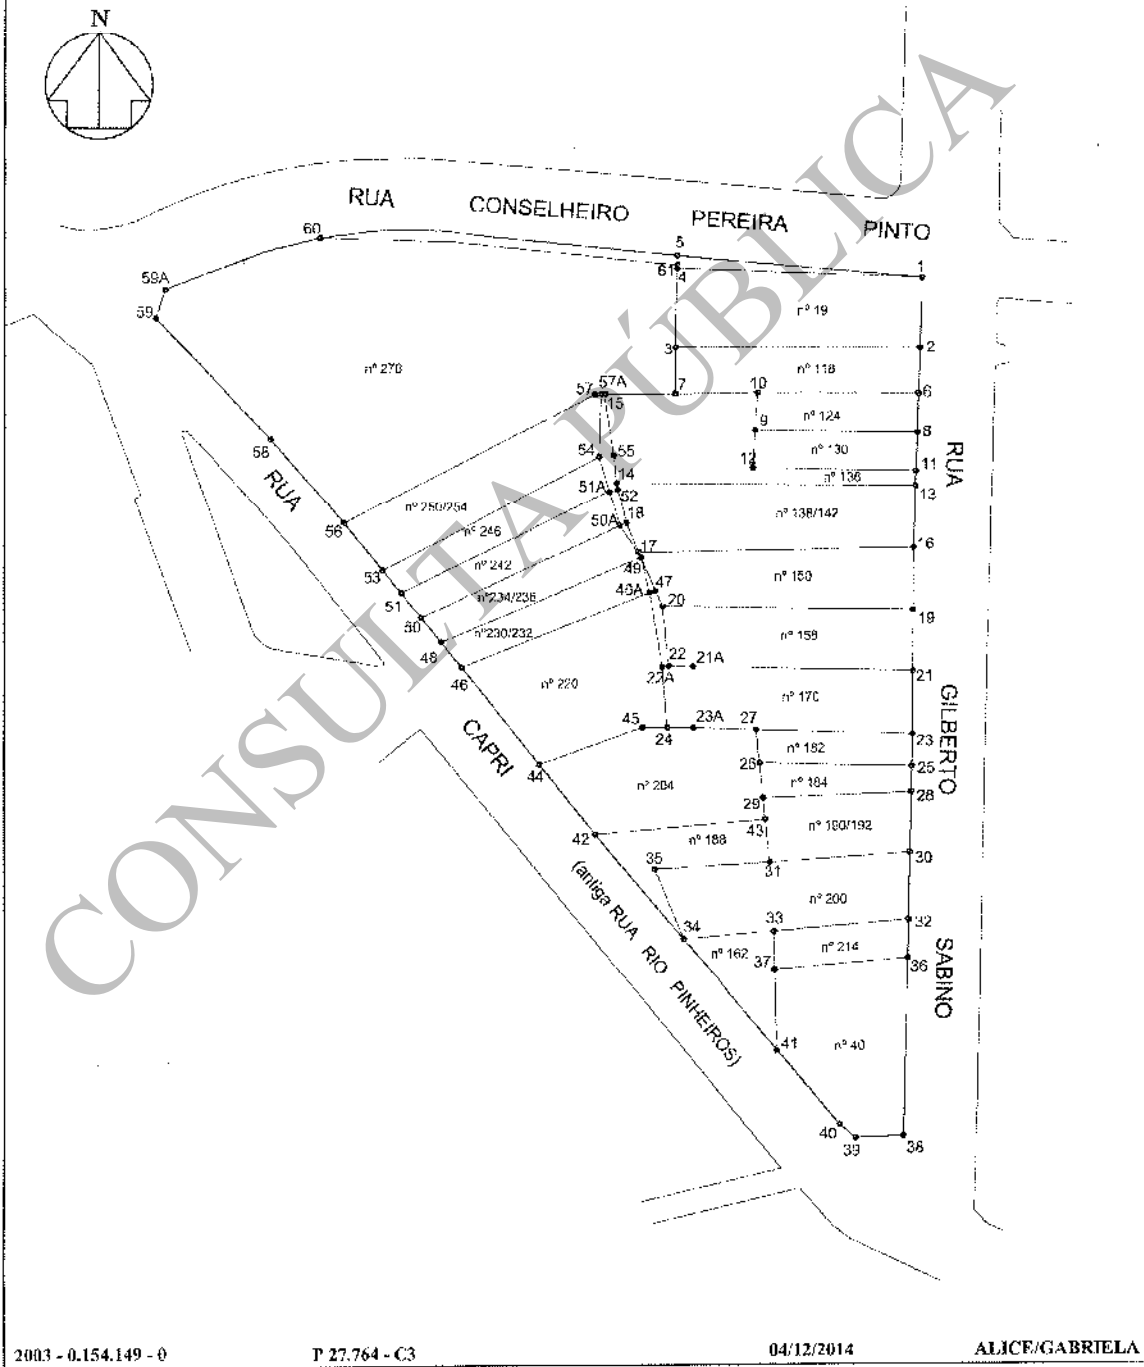 N
RUA CONSELHEIRO PEREIRA PINTO
60
5
61
4
1
59A
59
nº 19
3
2
nº 278
nº 118
57
57A
15
7
10
6
nº 124
9
8
58
54
55
nº 130
RUA
12
11
14
nº 136
13
RUA
51A
52
nº 250/254
50A
18
nº 138/142
56
nº 246
17
16
49
53
nº 242
nº 150
51
nº 234/236
46A
47
20
19
50
nº 230/232
nº 158
48
22
21A
46
22A
21
nº 220
nº 170
GILBERTO
CAPRI
45
24
23A
27
23
nº 182
44
26
25
nº 204
nº 184
29
28
42
43
nº 190/192
nº 188
35
31
30
(antiga RUA RIO PINHEIROS)
nº 200
34
33
32
nº 162
nº 214
37
36
SABINO
41
nº 40
40
39
38
CONSULTA PÚBLICA
2003 - 0.154.149 - 0 P 27.764 - C3 04/12/2014 ALICE/GABRIELA